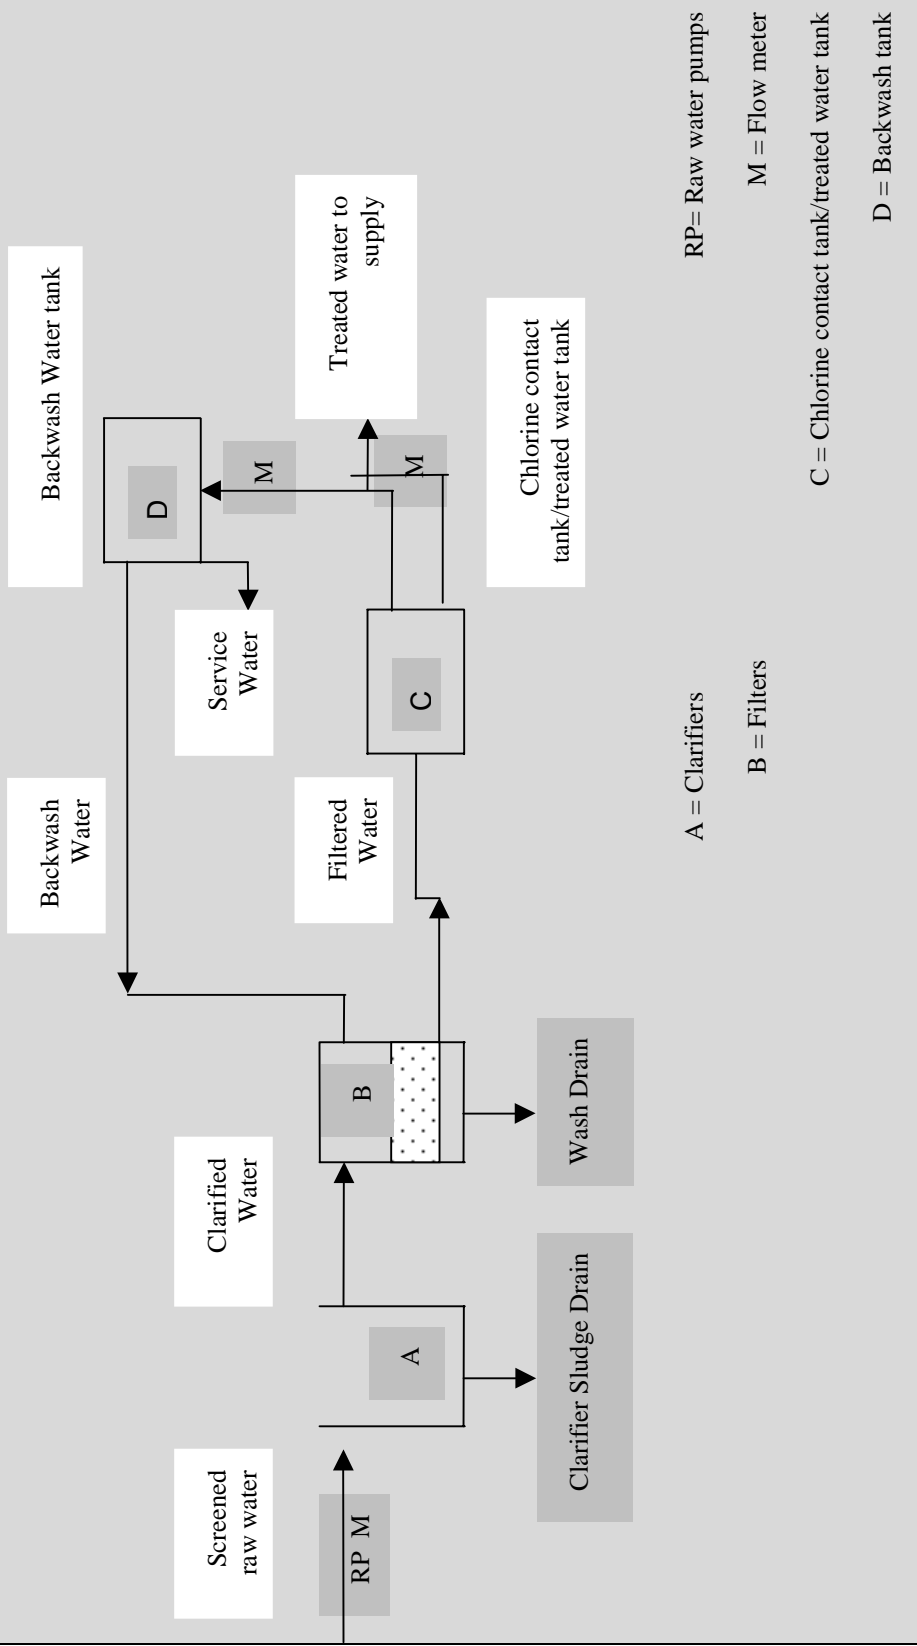 Backwash Water tank
Backwash
Water
D
M
Service
Water
Treated water to
supply
Screened
raw water
Clarified
Water
Filtered
Water
M
RP M
A
B
C
Chlorine contact
tank/treated water tank
Clarifier Sludge Drain
Wash Drain
A = Clarifiers
B = Filters
RP= Raw water pumps
M = Flow meter
C = Chlorine contact tank/treated water tank
D = Backwash tank